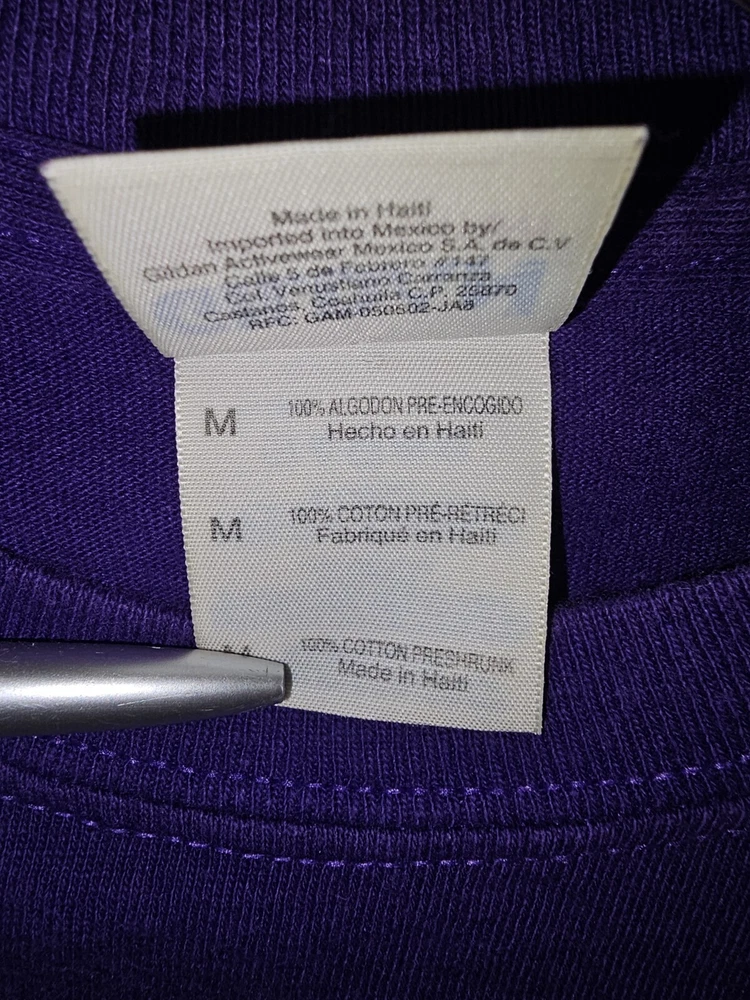 Made in Haiti
Imported into Mexico by/
Gildan Activewear Mexico S.A. de C.V
Calle 5 de Febrero #147
Col. Venustiano Carranza
Castanos, Coahuila C.P. 25870
RFC: GAM-050602-JA8
M 100% ALGODON PRE-ENCOGIDO
Hecho en Haití
M 100% COTON PRÉ-RÉTRÉCI
Fabriqué en Haïti
100% COTTON PRESHRUNK
Made in Haiti